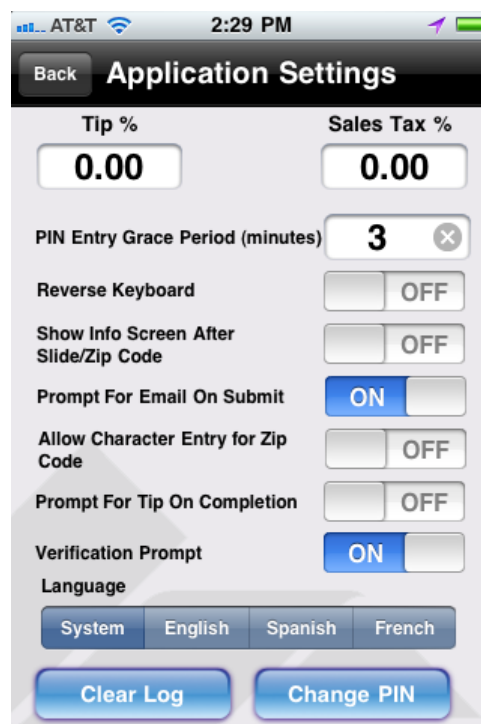 AT&T 2:29 PM
Back Application Settings
Tip % Sales Tax %
0.00 0.00
PIN Entry Grace Period (minutes) 3
Reverse Keyboard OFF
Show Info Screen After
Slide/Zip Code OFF
Prompt For Email On Submit ON
Allow Character Entry for Zip
Code OFF
Prompt For Tip On Completion OFF
Verification Prompt ON
Language
System English Spanish French
Clear Log Change PIN